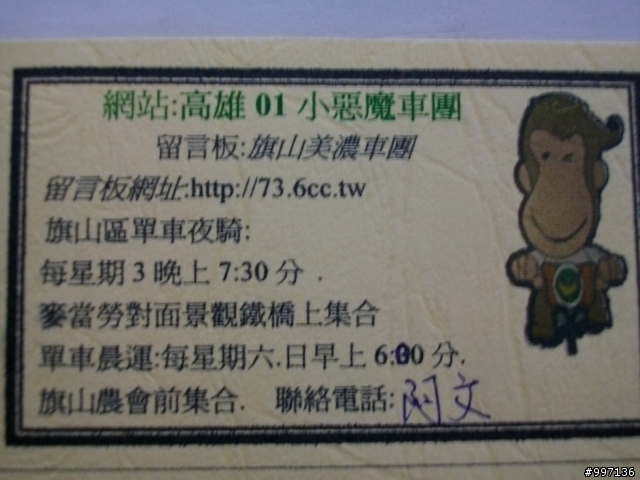 網站:高雄 01 小惡魔車團
留言板:旗山美濃車團
留言板網址:http://73.6cc.tw
旗山區單車夜騎:
每星期 3 晚上 7:30 分 .
麥當勞對面景觀鐵橋上集合
單車晨運:每星期六.日早上 6:00 分.
旗山農會前集合. 聯絡電話:阿文
#997136